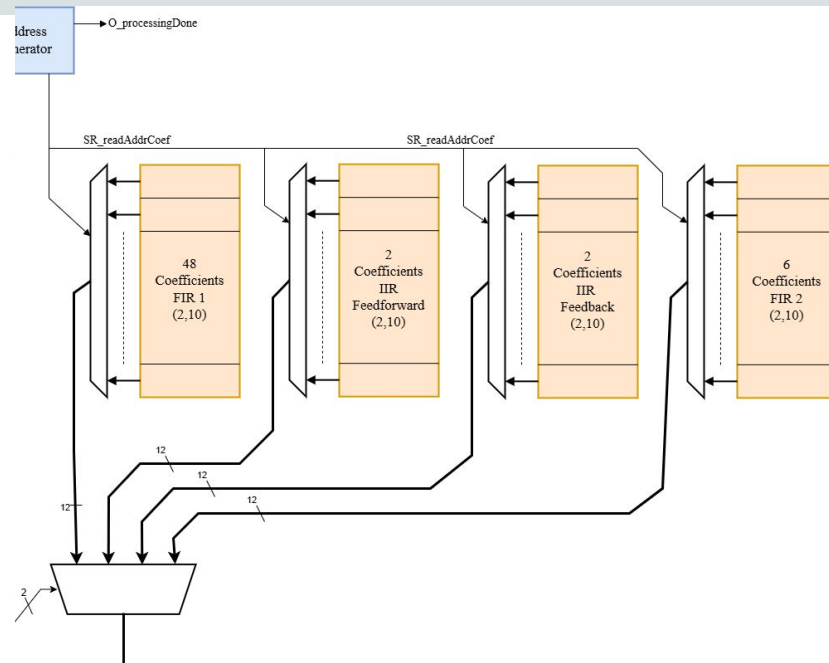 ddress
nerator
O_processingDone
SR_readAddrCoef
SR_readAddrCoef
48
Coefficients
FIR 1
(2,10)
2
Coefficients
IIR
Feedforward
(2,10)
2
Coefficients
IIR
Feedback
(2,10)
6
Coefficients
FIR 2
(2,10)
12
12
12
12
2